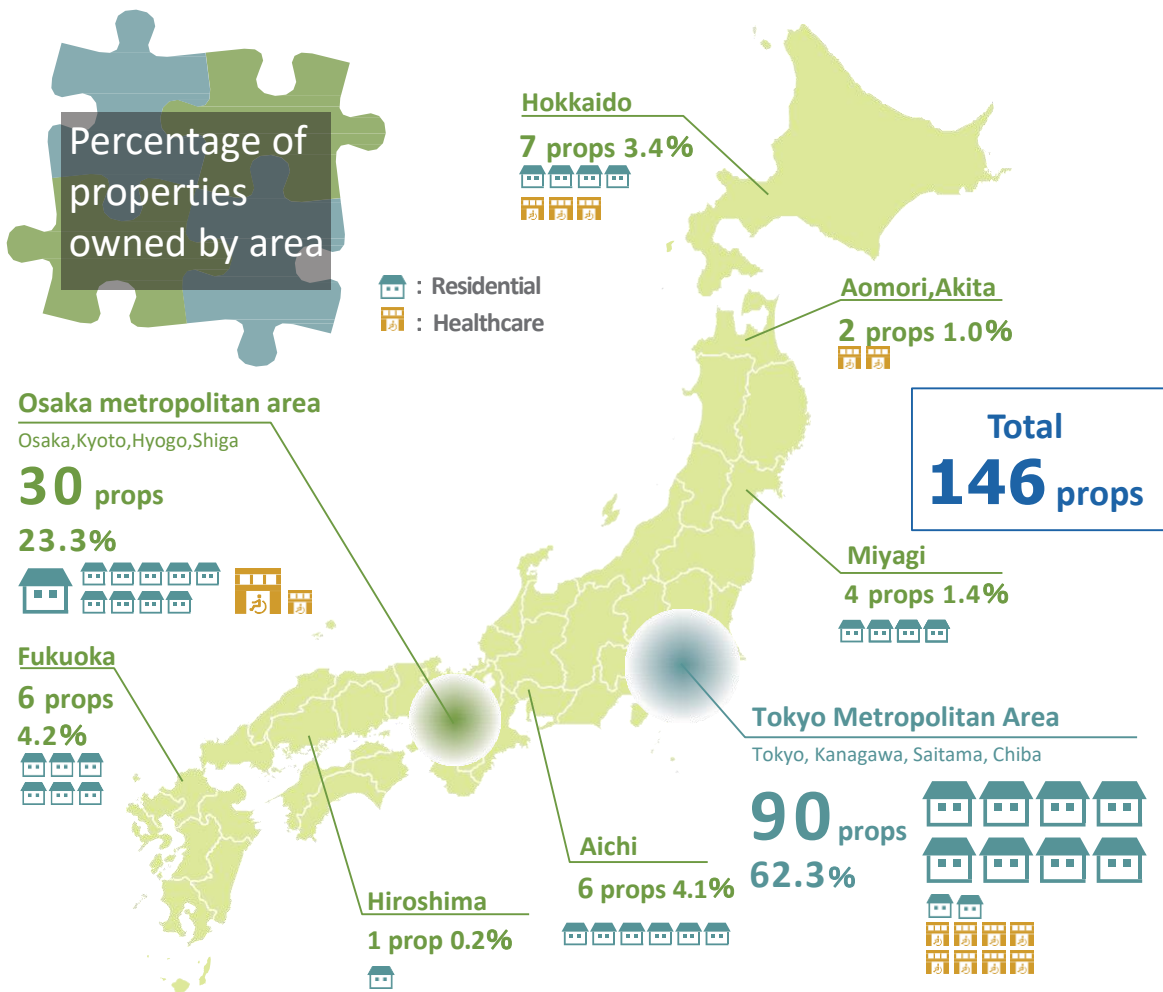 Percentage of
properties
owned by area
: Residential
: Healthcare
Hokkaido
7 props 3.4%
Aomori,Akita
2 props 1.0%
Total
146 props
Osaka metropolitan area
Osaka,Kyoto,Hyogo,Shiga
30 props
23.3%
Miyagi
4 props 1.4%
Fukuoka
6 props
4.2%
Tokyo Metropolitan Area
Tokyo, Kanagawa, Saitama, Chiba
90 props
62.3%
Aichi
6 props 4.1%
Hiroshima
1 prop 0.2%